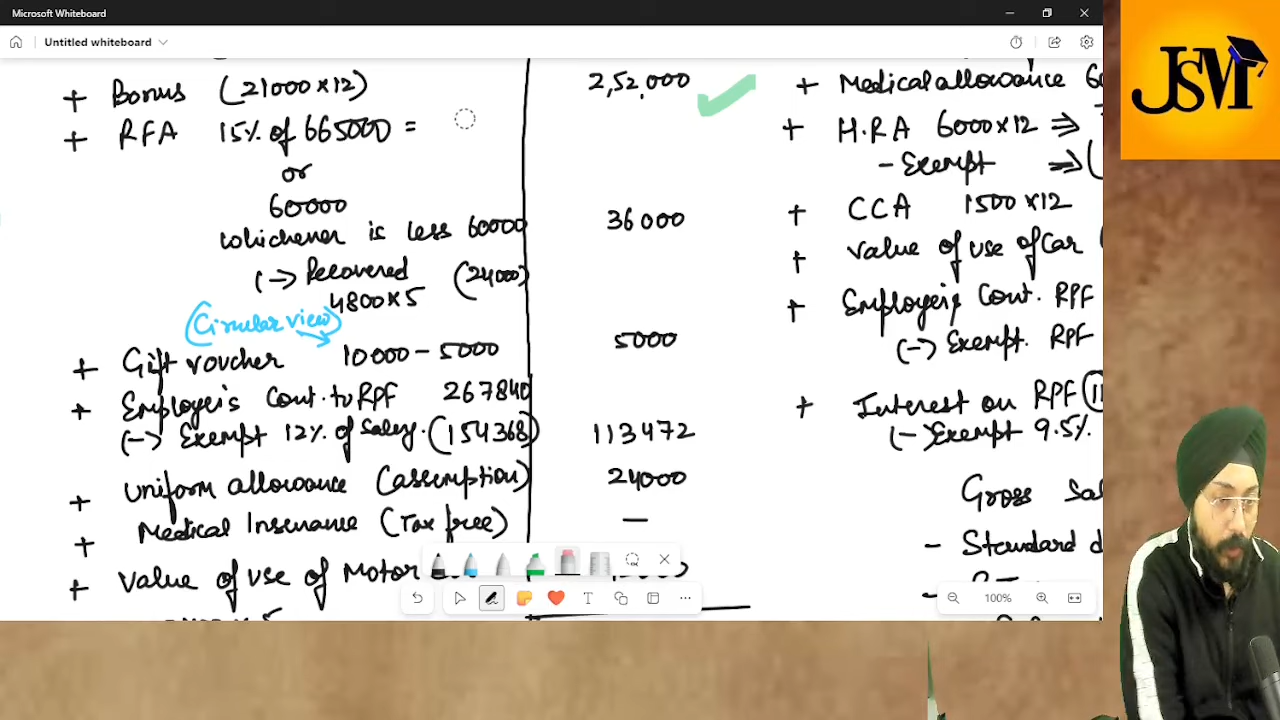 Microsoft Whiteboard
Untitled whiteboard
+ Bonus (21000×12) 2,52,000
+ RFA 15% of 665000 =
or
60000
whichever is less 60000 36000
(-> Recovered (24000)
4800×5
(Circular view)
+ Gift voucher 10000 - 5000 5000
+ Employer's Cont. to RPF 267840
(-) Exempt 12% of Salary. (154368) 113472
+ Uniform allowance (assumption) 24000
+ Medical Insurance (Tax free) —
+ Value of use of Motor
+ Medical allowance
+ H.R.A 6000×12 ⇒
- Exempt ⇒ (
+ CCA 1500×12
+ Value of use of Car
+ Employer's Cont. RPF
(-) Exempt. RPF
+ Interest on RPF
(-) Exempt 9.5%
Gross
- Standard
100%
JSM